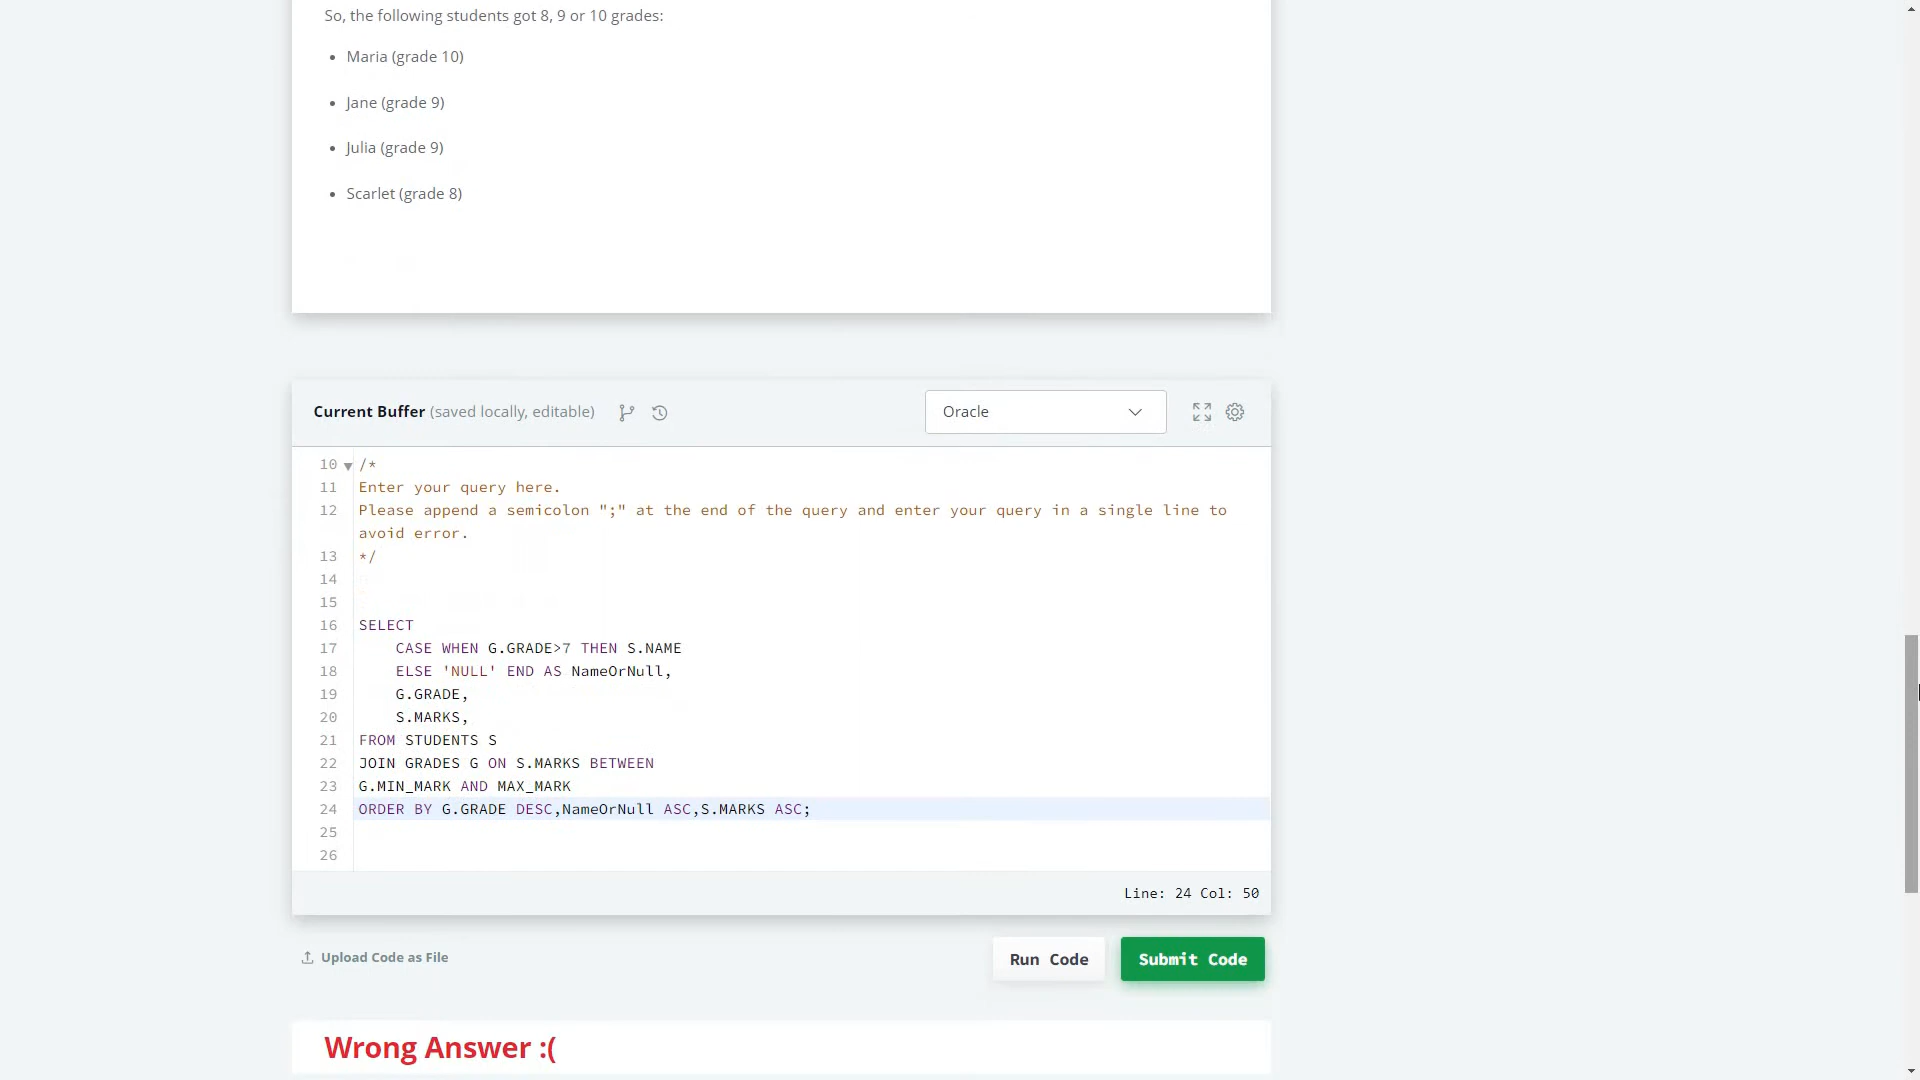 So, the following students got 8, 9 or 10 grades:
• Maria (grade 10)
• Jane (grade 9)
• Julia (grade 9)
• Scarlet (grade 8)
Current Buffer (saved locally, editable)
Oracle
10 /*
11 Enter your query here.
12 Please append a semicolon ";" at the end of the query and enter your query in a single line to
avoid error.
13 */
14
15
16 SELECT
17 CASE WHEN G.GRADE>7 THEN S.NAME
18 ELSE 'NULL' END AS NameOrNull,
19 G.GRADE,
20 S.MARKS,
21 FROM STUDENTS S
22 JOIN GRADES G ON S.MARKS BETWEEN
23 G.MIN_MARK AND MAX_MARK
24 ORDER BY G.GRADE DESC,NameOrNull ASC,S.MARKS ASC;
25
26
Line: 24 Col: 50
Upload Code as File
Run Code
Submit Code
Wrong Answer :(